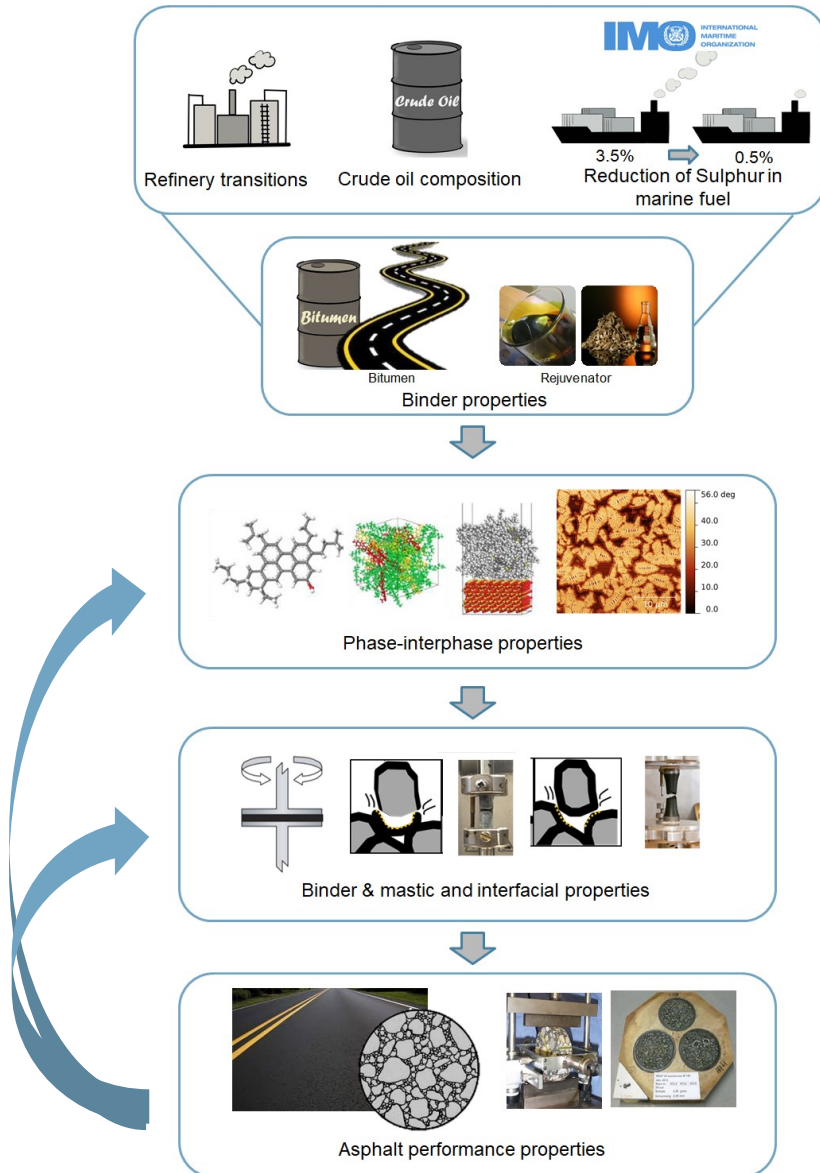 IMO
INTERNATIONAL
MARITIME
ORGANIZATION
Crude Oil
3.5%
0.5%
Refinery transitions
Crude oil composition
Reduction of Sulphur in
marine fuel
Bitumen
Bitumen
Rejuvenator
Binder properties
56.0 deg
40.0
30.0
20.0
10.0
0.0
10 µm
Phase-interphase properties
Binder & mastic and interfacial properties
Asphalt performance properties